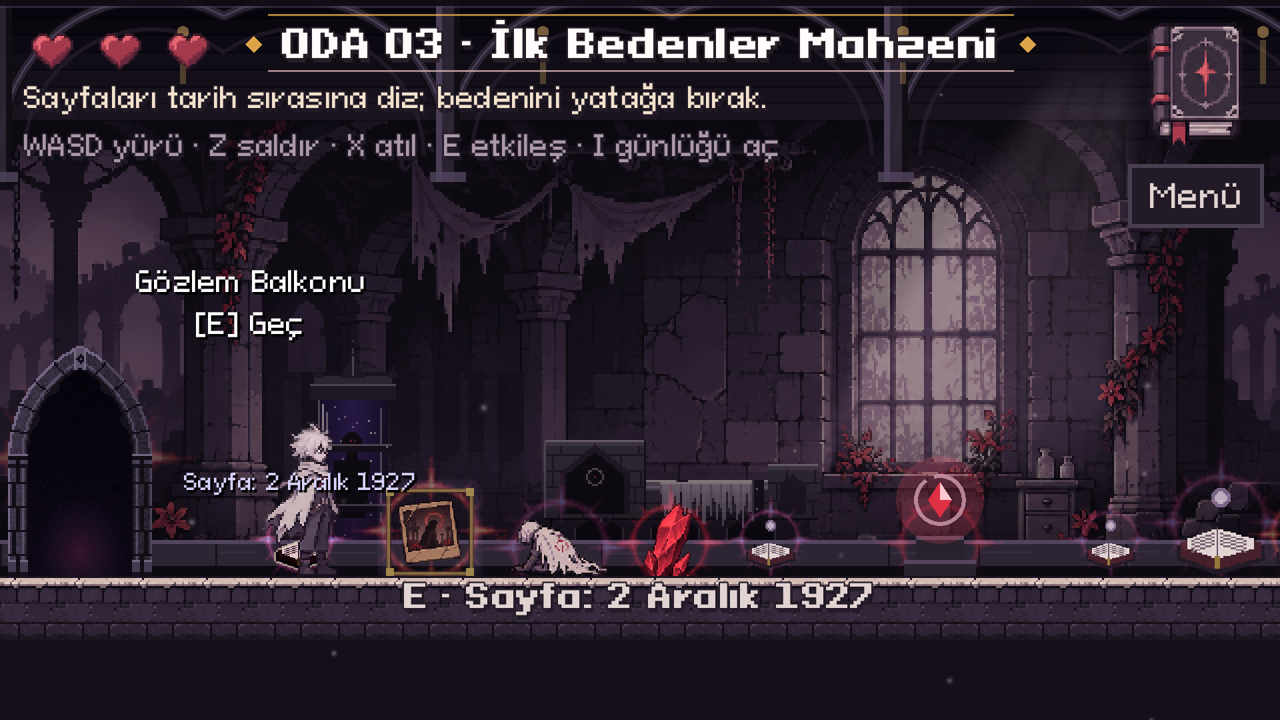 ODA 03 · İlk Bedenler Mahzeni
Sayfaları tarih sırasına diz; bedenini yatağa bırak.
WASD yürü · Z saldır · X atıl · E etkileş · I günlüğü aç
Menü
Gözlem Balkonu
[E] Geç
Sayfa: 2 Aralık 1927
E · Sayfa: 2 Aralık 1927